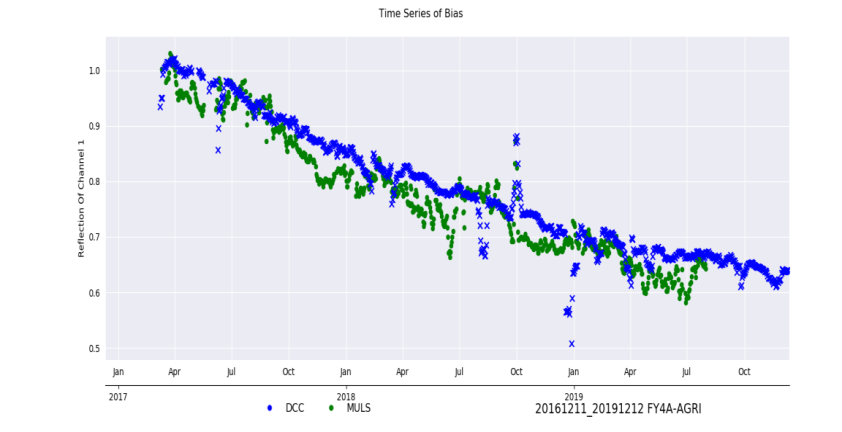 Time Series of Bias
Reflection Of Channel 1
1.0
0.9
0.8
0.7
0.6
0.5
Jan Apr Jul Oct Jan Apr Jul Oct Jan Apr Jul Oct
2017 2018 2019
DCC MULS
20161211_20191212 FY4A-AGRI